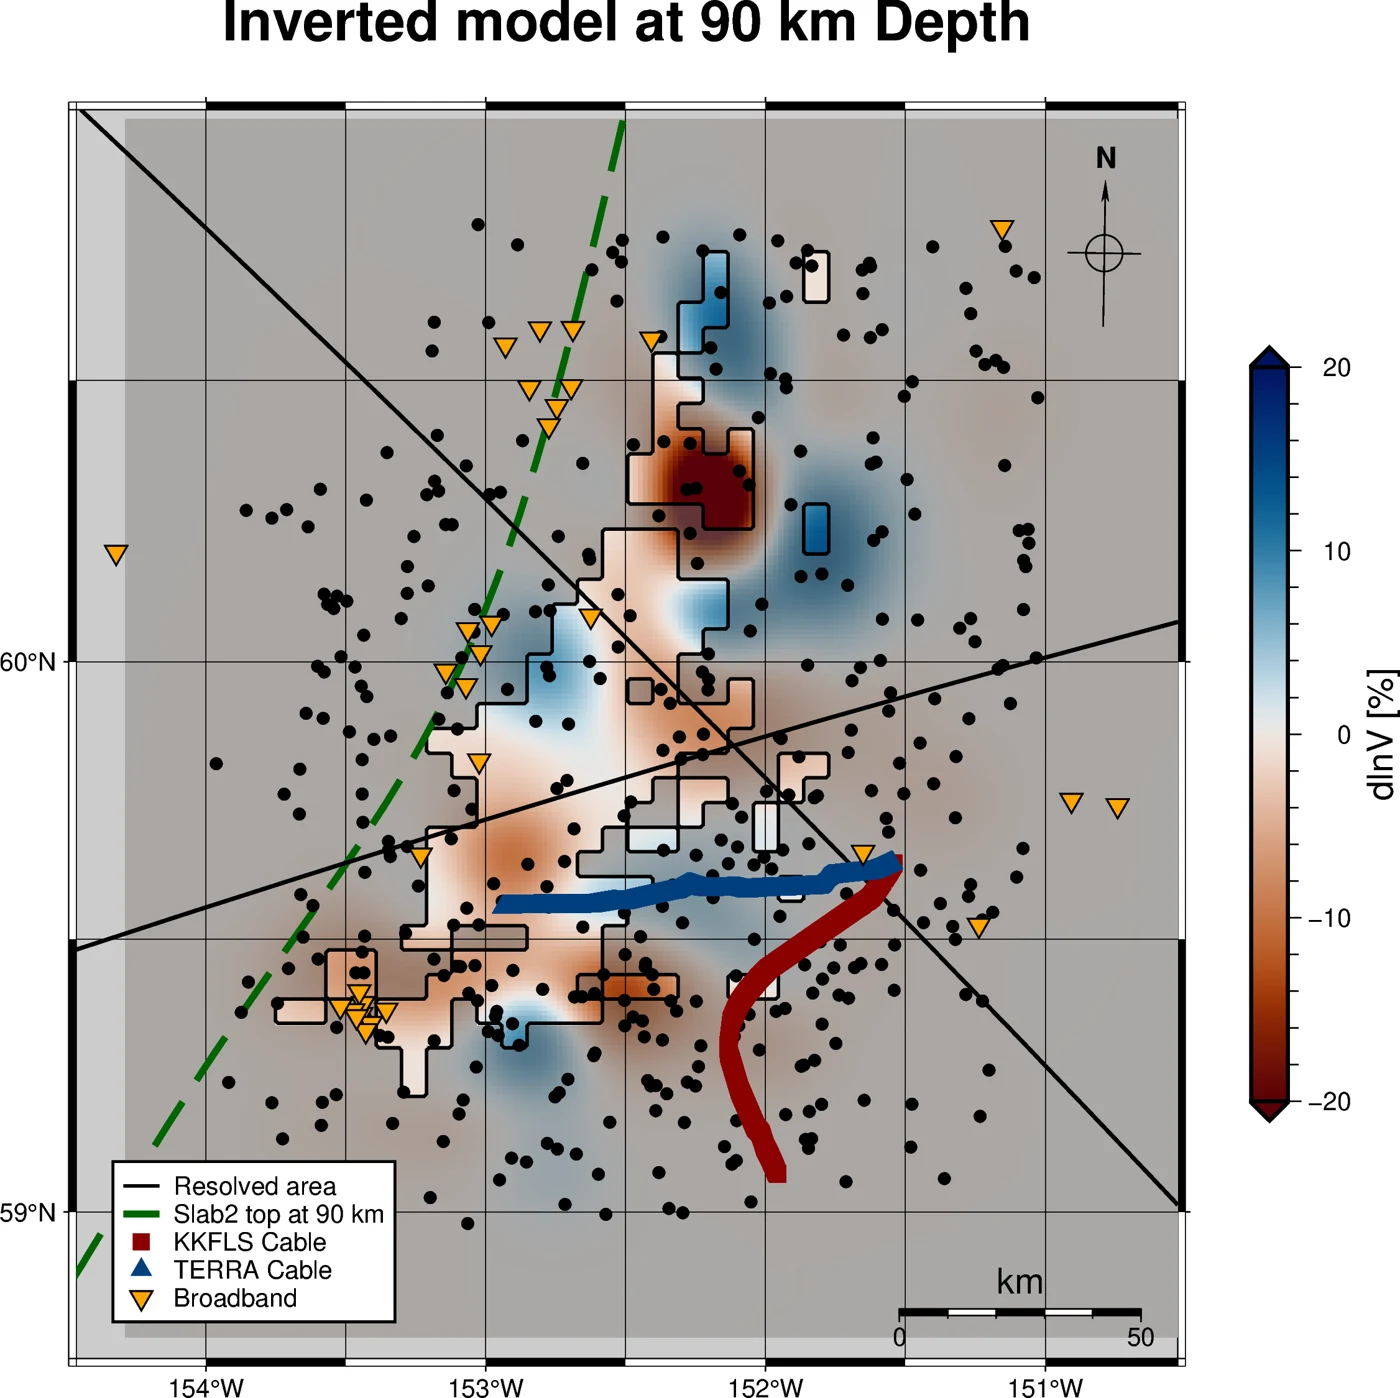 Inverted model at 90 km Depth
N
20
10
0
−10
−20
dlnV [%]
60°N
59°N
Resolved area
Slab2 top at 90 km
KKFLS Cable
TERRA Cable
Broadband
km
0 50
154°W 153°W 152°W 151°W